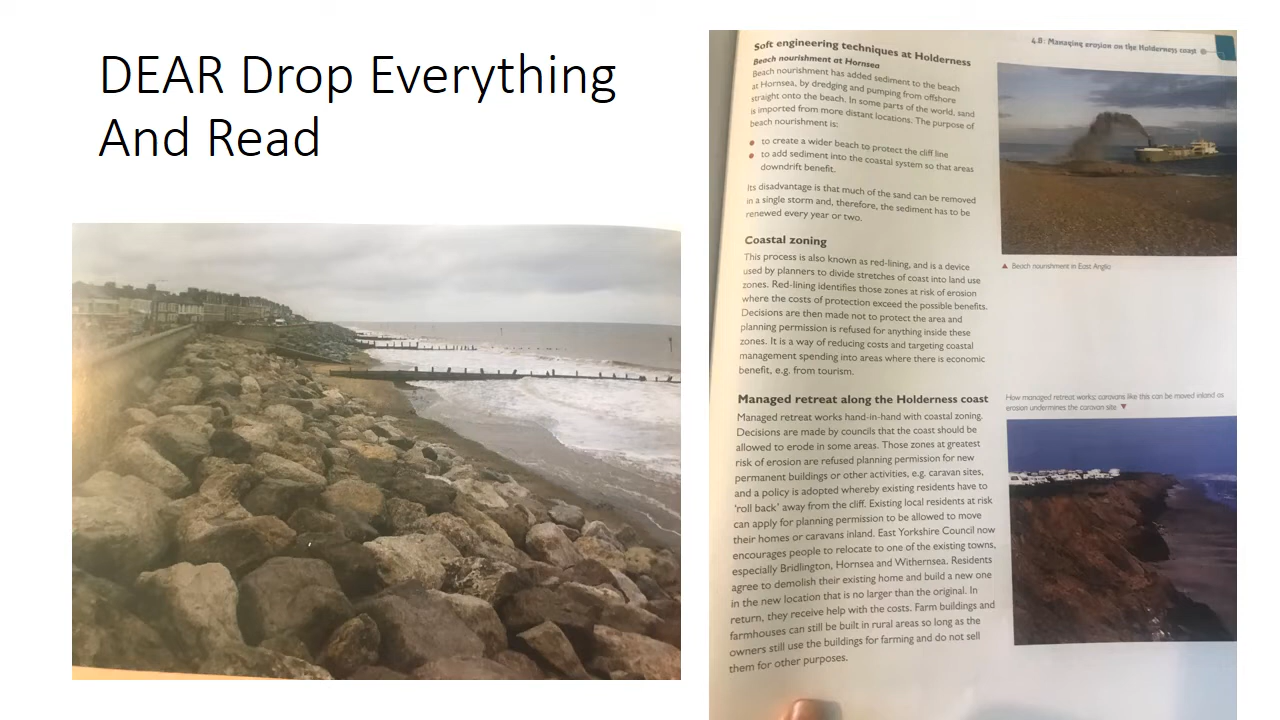 DEAR Drop Everything
And Read
4.8: Managing erosion on the Holderness coast
Soft engineering techniques at Holderness
Beach nourishment at Hornsea
Beach nourishment has added sediment to the beach
at Hornsea, by dredging and pumping from offshore
straight onto the beach. In some parts of the world, sand
is imported from more distant locations. The purpose of
beach nourishment is:
• to create a wider beach to protect the cliff line
• to add sediment into the coastal system so that areas
downdrift benefit.
Its disadvantage is that much of the sand can be removed
in a single storm and, therefore, the sediment has to be
renewed every year or two.
▲ Beach nourishment in East Anglia
Coastal zoning
This process is also known as red-lining, and is a device
used by planners to divide stretches of coast into land use
zones. Red-lining identifies those zones at risk of erosion
where the costs of protection exceed the possible benefits.
Decisions are then made not to protect the area and
planning permission is refused for anything inside these
zones. It is a way of reducing costs and targeting coastal
management spending into areas where there is economic
benefit, e.g. from tourism.
Managed retreat along the Holderness coast
Managed retreat works hand-in-hand with coastal zoning.
Decisions are made by councils that the coast should be
allowed to erode in some areas. Those zones at greatest
risk of erosion are refused planning permission for new
permanent buildings or other activities, e.g. caravan sites,
and a policy is adopted whereby existing residents have to
'roll back' away from the cliff. Existing local residents at risk
can apply for planning permission to be allowed to move
their homes or caravans inland. East Yorkshire Council now
encourages people to relocate to one of the existing towns,
especially Bridlington, Hornsea and Withernsea. Residents
agree to demolish their existing home and build a new one
in the new location that is no larger than the original. In
return, they receive help with the costs. Farm buildings and
farmhouses can still be built in rural areas so long as the
owners still use the buildings for farming and do not sell
them for other purposes.
How managed retreat works; caravans like this can be moved inland as
erosion undermines the caravan site ▼